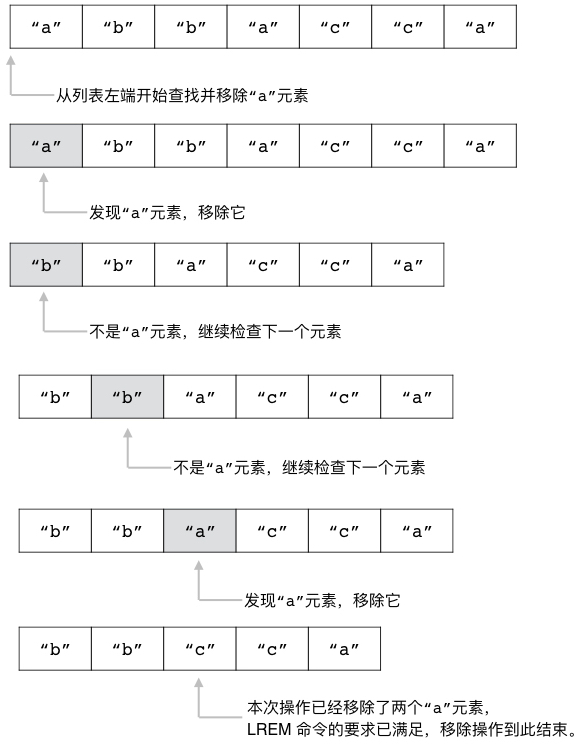 “a” “b” “b” “a” “c” “c” “a”
从列表左端开始查找并移除“a”元素
“a” “b” “b” “a” “c” “c” “a”
发现“a”元素，移除它
“b” “b” “a” “c” “c” “a”
不是“a”元素，继续检查下一个元素
“b” “b” “a” “c” “c” “a”
不是“a”元素，继续检查下一个元素
“b” “b” “a” “c” “c” “a”
发现“a”元素，移除它
“b” “b” “c” “c” “a”
本次操作已经移除了两个“a”元素，
LREM 命令的要求已满足，移除操作到此结束。